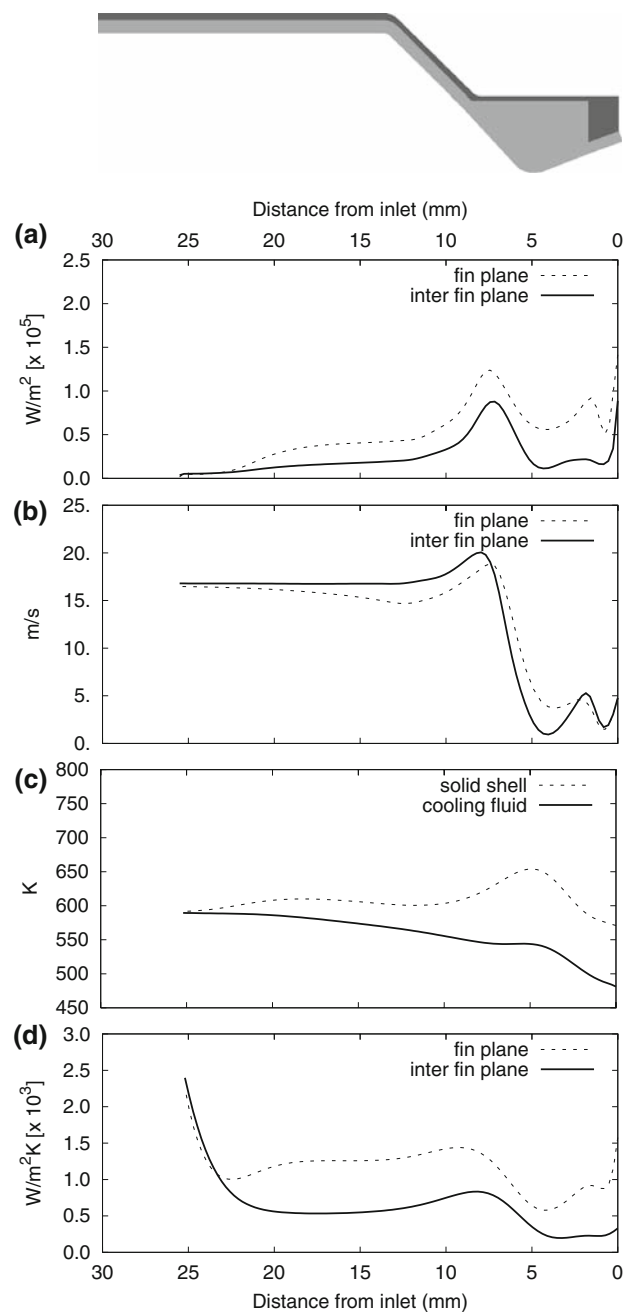 Distance from inlet (mm)
(a)
30 25 20 15 10 5 0
2.5
2.0
1.5
1.0
0.5
0.0
W/m² [x 10⁵]
fin plane
inter fin plane
(b)
25.
20.
15.
10.
5.
0.
m/s
fin plane
inter fin plane
(c)
800
750
700
650
600
550
500
450
K
solid shell
cooling fluid
(d)
3.0
2.5
2.0
1.5
1.0
0.5
0.0
W/m²K [x 10³]
fin plane
inter fin plane
30 25 20 15 10 5 0
Distance from inlet (mm)